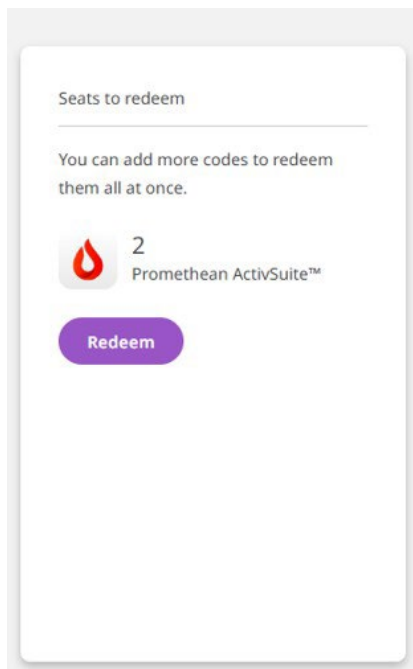 Seats to redeem
You can add more codes to redeem
them all at once.
2
Promethean ActivSuite™
Redeem